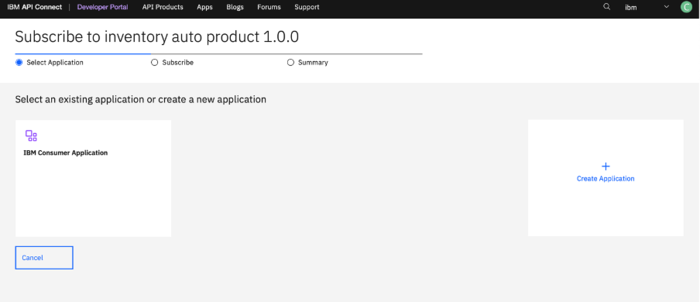 IBM API Connect | Developer Portal API Products Apps Blogs Forums Support ibm C
Subscribe to inventory auto product 1.0.0
Select Application Subscribe Summary
Select an existing application or create a new application
IBM Consumer Application
Create Application
Cancel